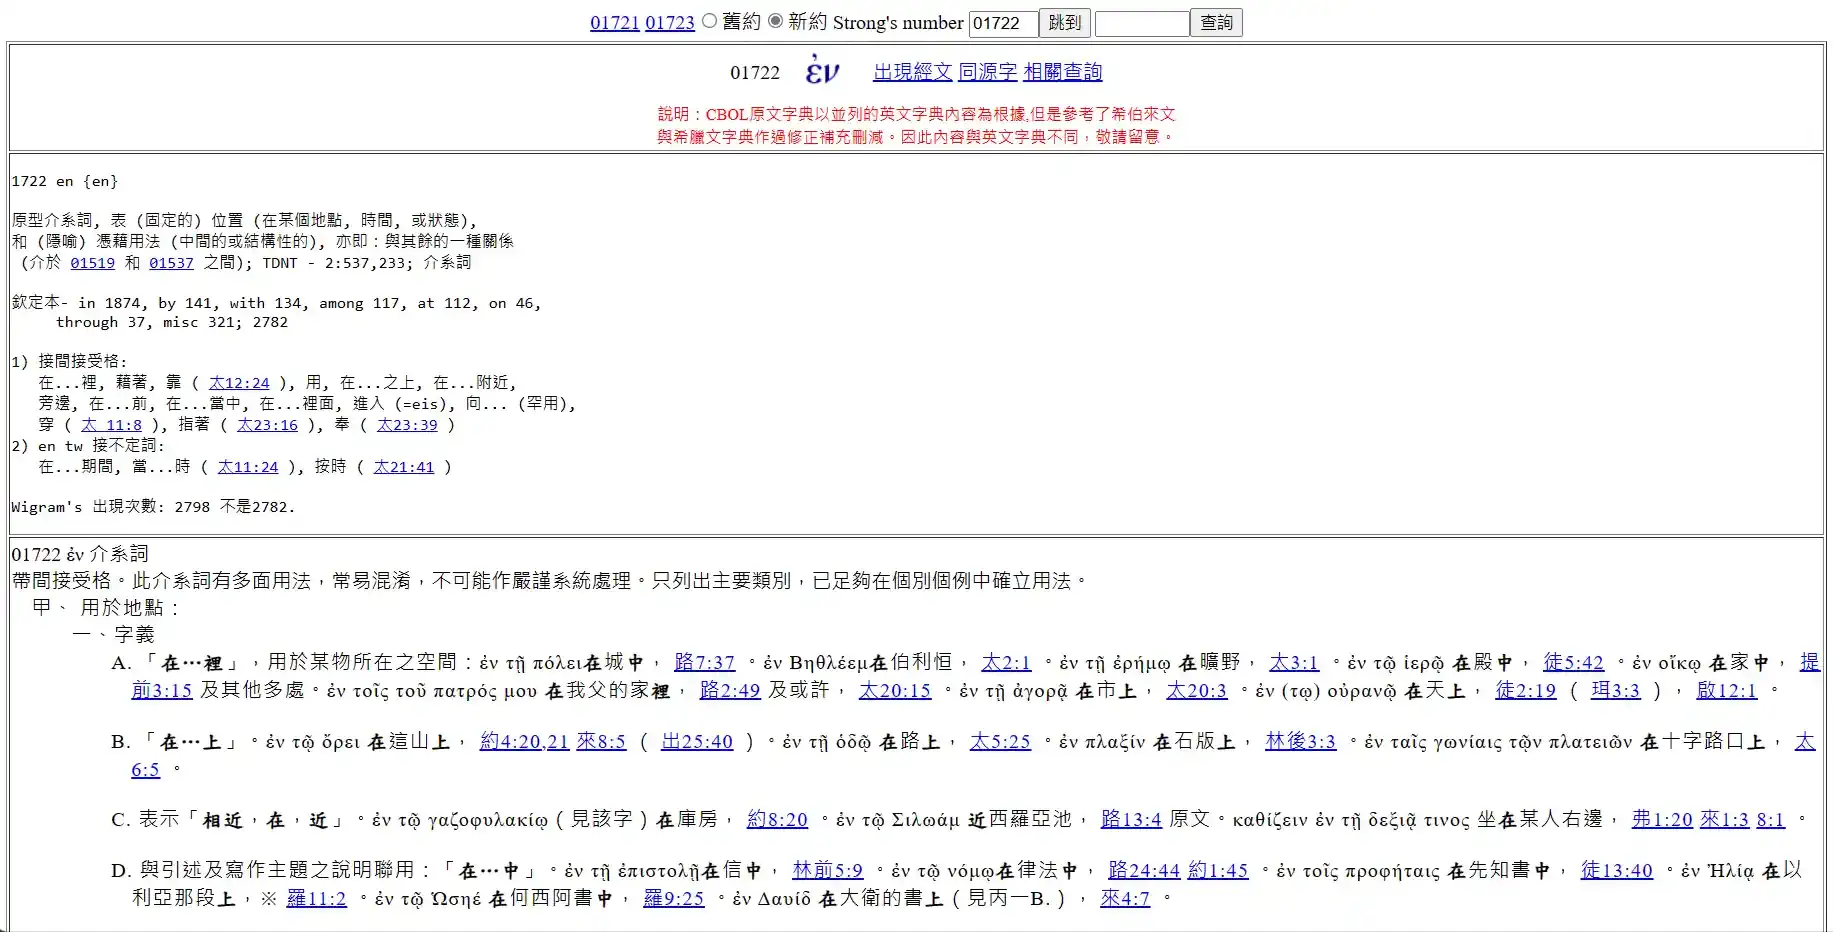 01721 01723 舊約 新約 Strong's number 01722 跳到 查詢
01722 ἐν 出現經文 同源字 相關查詢
說明：CBOL原文字典以並列的英文字典內容為根據,但是參考了希伯來文
與希臘文字典作過修正補充刪減。因此內容與英文字典不同，敬請留意。
1722 en {en}
原型介系詞, 表 (固定的) 位置 (在某個地點, 時間, 或狀態),
和 (隱喻) 憑藉用法 (中間的或結構性的), 亦即：與其餘的一種關係
(介於 01519 和 01537 之間); TDNT - 2:537,233; 介系詞
欽定本- in 1874, by 141, with 134, among 117, at 112, on 46,
through 37, misc 321; 2782
1) 接間接受格:
在...裡, 藉著, 靠 ( 太12:24 ), 用, 在...之上, 在...附近,
旁邊, 在...前, 在...當中, 在...裡面, 進入 (=eis), 向... (罕用),
穿 ( 太 11:8 ), 指著 ( 太23:16 ), 奉 ( 太23:39 )
2) en tw 接不定詞:
在...期間, 當...時 ( 太11:24 ), 按時 ( 太21:41 )
Wigram's 出現次數: 2798 不是2782.
01722 ἐν 介系詞
帶間接受格。此介系詞有多面用法，常易混淆，不可能作嚴謹系統處理。只列出主要類別，已足夠在個別個例中確立用法。
甲、 用於地點：
一、字義
A. 「在…裡」，用於某物所在之空間：ἐν τῇ πόλει在城中， 路7:37 。ἐν Βηθλέεμ在伯利恒， 太2:1 。ἐν τῇ ἐρήμῳ 在曠野， 太3:1 。ἐν τῷ ἱερῷ 在殿中， 徒5:42 。ἐν οἴκῳ 在家中， 提
前3:15 及其他多處。ἐν τοῖς τοῦ πατρός μου 在我父的家裡， 路2:49 及或許， 太20:15 。ἐν τῇ ἀγορᾷ 在市上， 太20:3 。ἐν (τῳ) οὐρανῷ 在天上， 徒2:19 （ 珥3:3 ）， 啟12:1 。
B. 「在…上」。ἐν τῷ ὄρει 在這山上， 約4:20,21 來8:5 （ 出25:40 ）。ἐν τῇ ὁδῷ 在路上， 太5:25 。ἐν πλαξίν 在石版上， 林後3:3 。ἐν ταῖς γωνίαις τῶν πλατειῶν 在十字路口上， 太
6:5 。
C. 表示「相近，在，近」。ἐν τῷ γαζοφυλακίῳ（見該字）在庫房， 約8:20 。ἐν τῷ Σιλωάμ 近西羅亞池， 路13:4 原文。καθίζειν ἐν τῇ δεξιᾷ τινος 坐在某人右邊， 弗1:20 來1:3 8:1 。
D. 與引述及寫作主題之說明聯用：「在…中」。ἐν τῇ ἐπιστολῇ在信中， 林前5:9 。ἐν τῷ νόμῳ在律法中， 路24:44 約1:45 。ἐν τοῖς προφήταις 在先知書中， 徒13:40 。ἐν Ἠλίᾳ 在以
利亞那段上，※ 羅11:2 。ἐν τῷ Ὡσηέ 在何西阿書中， 羅9:25 。ἐν Δαυίδ 在大衛的書上（見丙一B.）， 來4:7 。